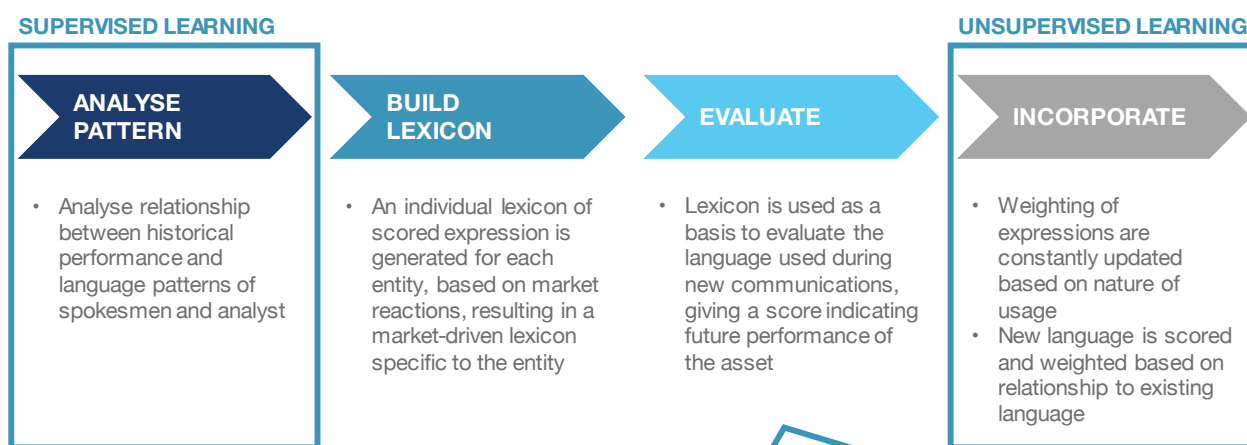 SUPERVISED LEARNING
UNSUPERVISED LEARNING
ANALYSE
PATTERN
BUILD
LEXICON
EVALUATE
INCORPORATE
• Analyse relationship
between historical
performance and
language patterns of
spokesmen and analyst
• An individual lexicon of
scored expression is
generated for each
entity, based on market
reactions, resulting in a
market-driven lexicon
specific to the entity
• Lexicon is used as a
basis to evaluate the
language used during
new communications,
giving a score indicating
future performance of
the asset
• Weighting of
expressions are
constantly updated
based on nature of
usage
• New language is scored
and weighted based on
relationship to existing
language